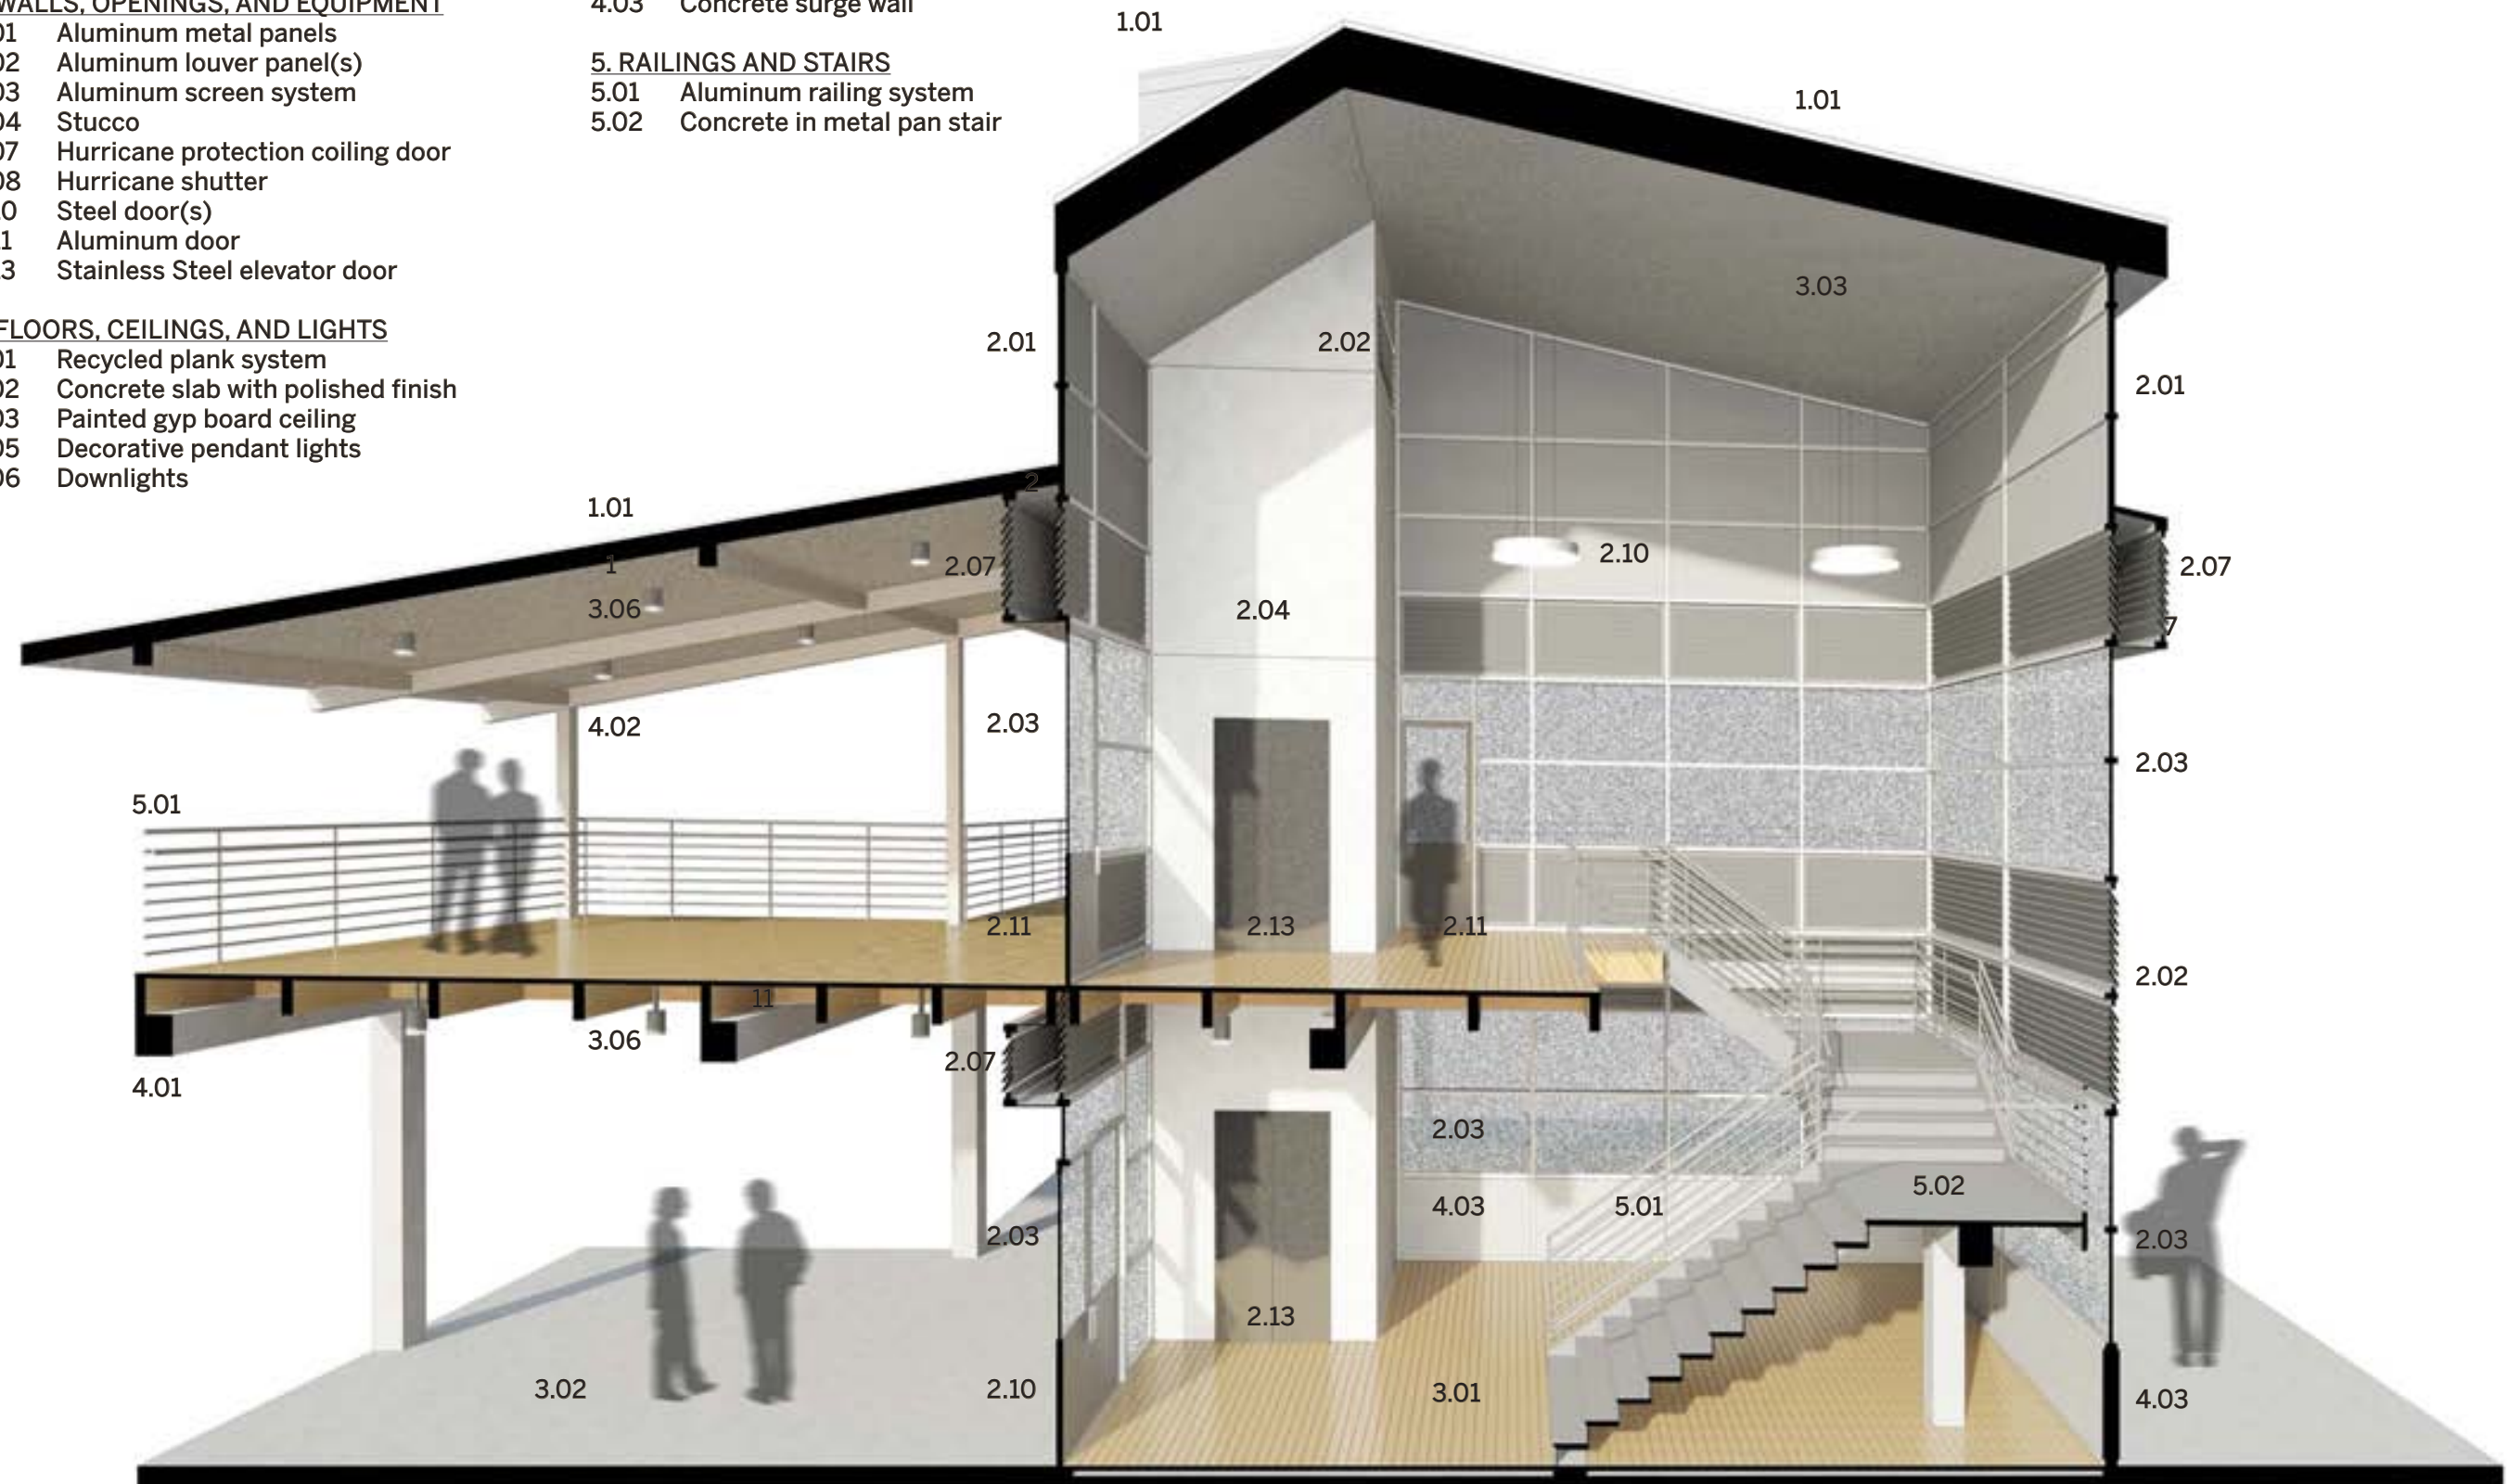 WALLS, OPENINGS, AND EQUIPMENT
01 Aluminum metal panels
02 Aluminum louver panel(s)
03 Aluminum screen system
04 Stucco
07 Hurricane protection coiling door
08 Hurricane shutter
.0 Steel door(s)
.1 Aluminum door
.3 Stainless Steel elevator door
FLOORS, CEILINGS, AND LIGHTS
01 Recycled plank system
02 Concrete slab with polished finish
03 Painted gyp board ceiling
05 Decorative pendant lights
06 Downlights
4.03 Concrete surge wall
5. RAILINGS AND STAIRS
5.01 Aluminum railing system
5.02 Concrete in metal pan stair
1.01
1.01
3.03
2.01
2.02
2.01
2
1.01
1
2.07
2.10
2.07
3.06
2.04
7
4.02
2.03
2.03
5.01
2.11
2.13
2.11
2.02
11
3.06
2.07
4.01
2.03
5.02
4.03
5.01
2.03
2.03
2.13
3.02
2.10
3.01
4.03